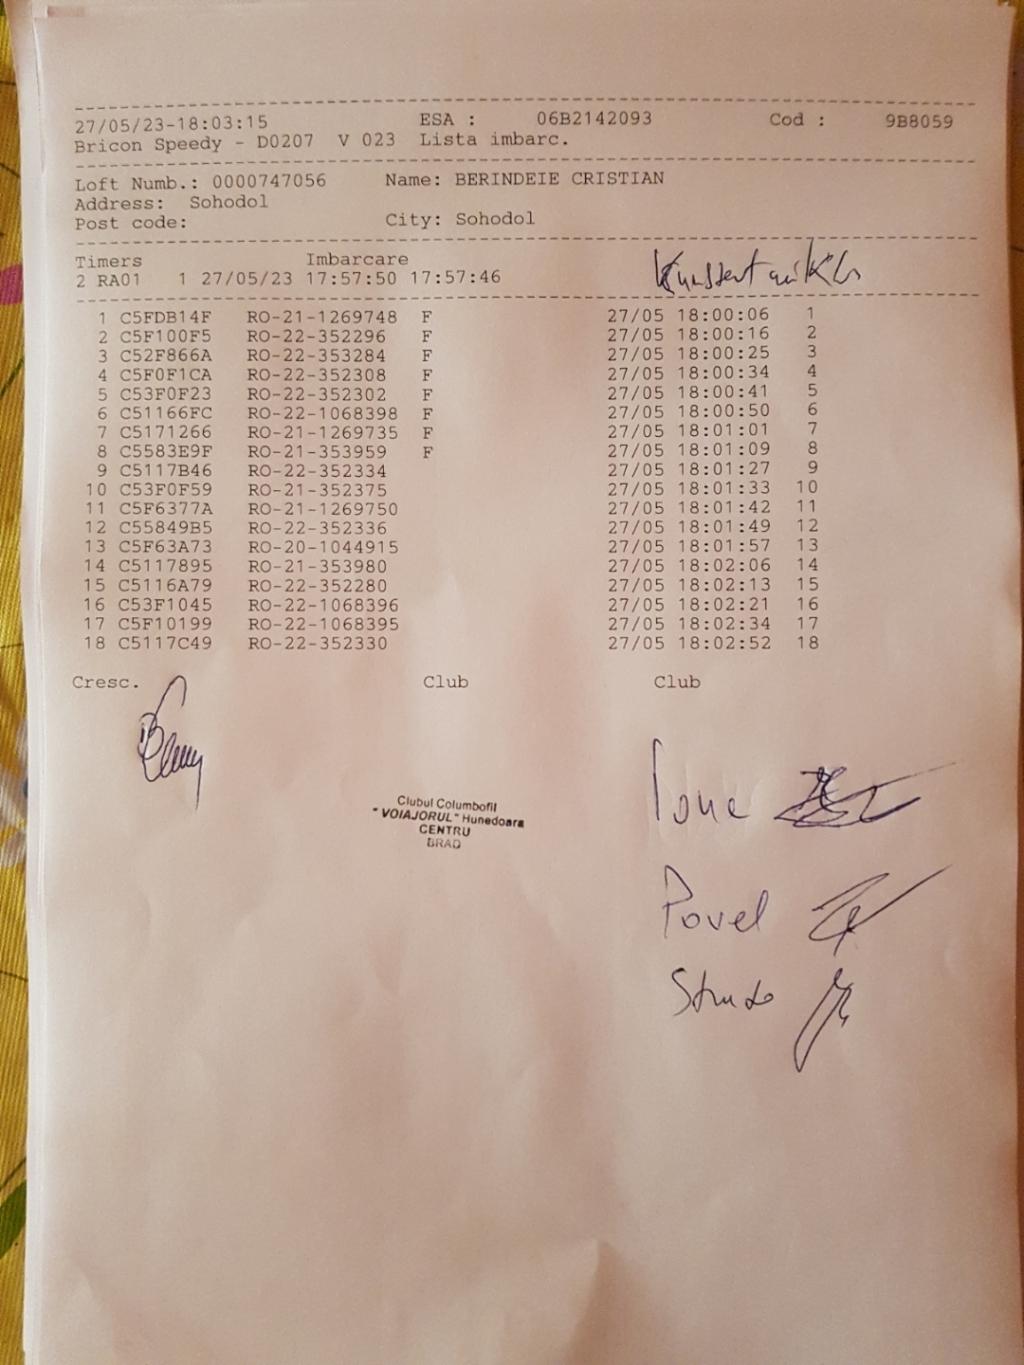 27/05/23-18:03:15 ESA : 06B2142093 Cod : 9B8059
Bricon Speedy - D0207 V 023 Lista imbarc.
Loft Numb.: 0000747056 Name: BERINDEIE CRISTIAN
Address: Sohodol
Post code: City: Sohodol
Timers Imbarcare
2 RA01 1 27/05/23 17:57:50 17:57:46
1 C5FDB14F RO-21-1269748 F 27/05 18:00:06 1
2 C5F100F5 RO-22-352296 F 27/05 18:00:16 2
3 C52F866A RO-22-353284 F 27/05 18:00:25 3
4 C5F0F1CA RO-22-352308 F 27/05 18:00:34 4
5 C53F0F23 RO-22-352302 F 27/05 18:00:41 5
6 C51166FC RO-22-1068398 F 27/05 18:00:50 6
7 C5171266 RO-21-1269735 F 27/05 18:01:01 7
8 C5583E9F RO-21-353959 F 27/05 18:01:09 8
9 C5117B46 RO-22-352334 27/05 18:01:27 9
10 C53F0F59 RO-21-352375 27/05 18:01:33 10
11 C5F6377A RO-21-1269750 27/05 18:01:42 11
12 C55849B5 RO-22-352336 27/05 18:01:49 12
13 C5F63A73 RO-20-1044915 27/05 18:01:57 13
14 C5117895 RO-21-353980 27/05 18:02:06 14
15 C5116A79 RO-22-352280 27/05 18:02:13 15
16 C53F1045 RO-22-1068396 27/05 18:02:21 16
17 C5F10199 RO-22-1068395 27/05 18:02:34 17
18 C5117C49 RO-22-352330 27/05 18:02:52 18
Cresc. Club Club
Clubul Columbofil
"VOIAJORUL" Hunedoara
CENTRU
BRAD
Povel